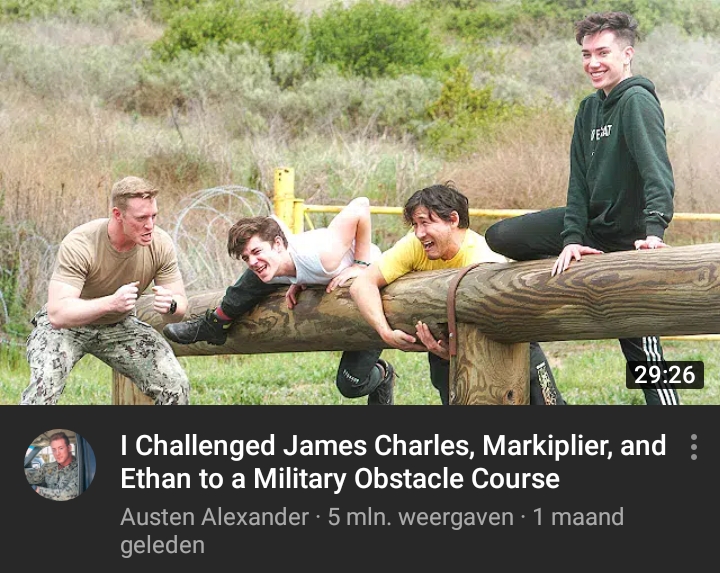 29:26
I Challenged James Charles, Markiplier, and
Ethan to a Military Obstacle Course
Austen Alexander · 5 mln. weergaven · 1 maand
geleden